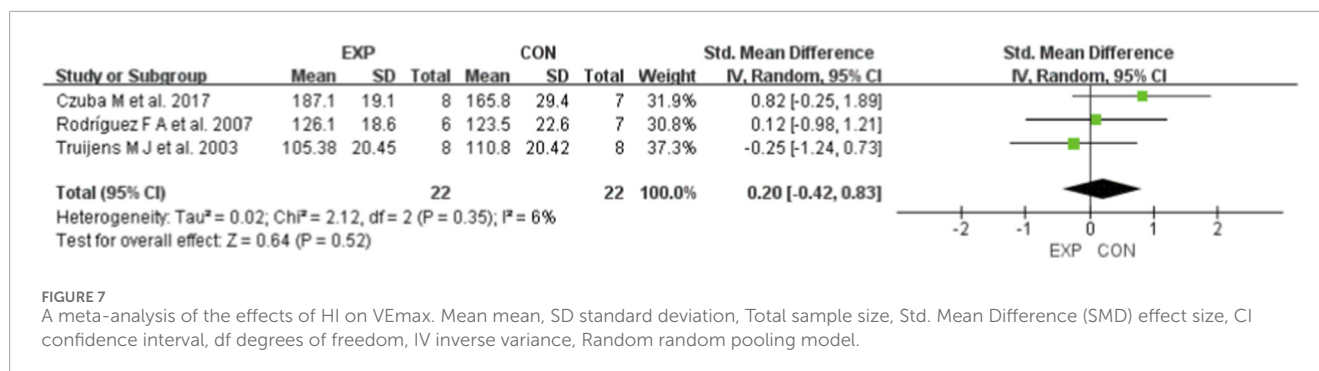 EXP CON Std. Mean Difference Std. Mean Difference
Study or Subgroup Mean SD Total Mean SD Total Weight IV, Random, 95% CI IV, Random, 95% CI
Czuba M et al. 2017 187.1 19.1 8 165.8 29.4 7 31.9% 0.82 [-0.25, 1.89]
Rodríguez F A et al. 2007 126.1 18.6 6 123.5 22.6 7 30.8% 0.12 [-0.98, 1.21]
Truijens M J et al. 2003 105.38 20.45 8 110.8 20.42 8 37.3% -0.25 [-1.24, 0.73]
Total (95% CI) 22 22 100.0% 0.20 [-0.42, 0.83]
Heterogeneity: Tau² = 0.02; Chi² = 2.12, df = 2 (P = 0.35); I² = 6%
Test for overall effect: Z = 0.64 (P = 0.52)
-2 -1 0 1 2
EXP CON
FIGURE 7
A meta-analysis of the effects of HI on VEmax. Mean mean, SD standard deviation, Total sample size, Std. Mean Difference (SMD) effect size, CI
confidence interval, df degrees of freedom, IV inverse variance, Random random pooling model.